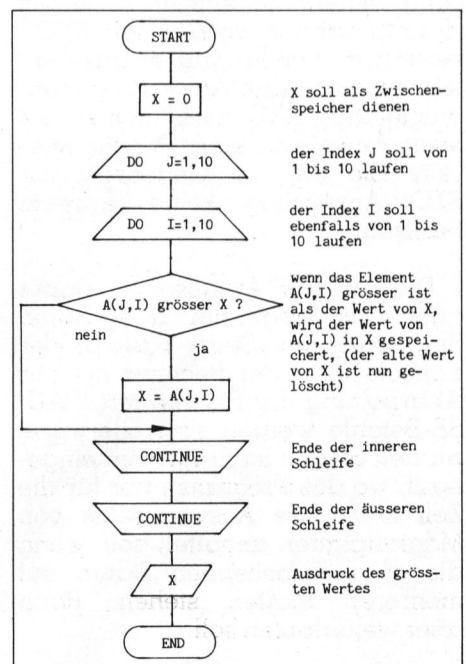 START
X = 0
X soll als Zwischen-
speicher dienen
DO J=1,10
der Index J soll von
1 bis 10 laufen
DO I=1,10
der Index I soll
ebenfalls von 1 bis
10 laufen
A(J,I) grösser X ?
nein
ja
wenn das Element
A(J,I) grösser ist
als der Wert von X,
wird der Wert von
A(J,I) in X gespei-
chert, (der alte Wert
von X ist nun ge-
löscht)
X = A(J,I)
CONTINUE
Ende der inneren
Schleife
CONTINUE
Ende der äusseren
Schleife
X
Ausdruck des gröss-
ten Wertes
END